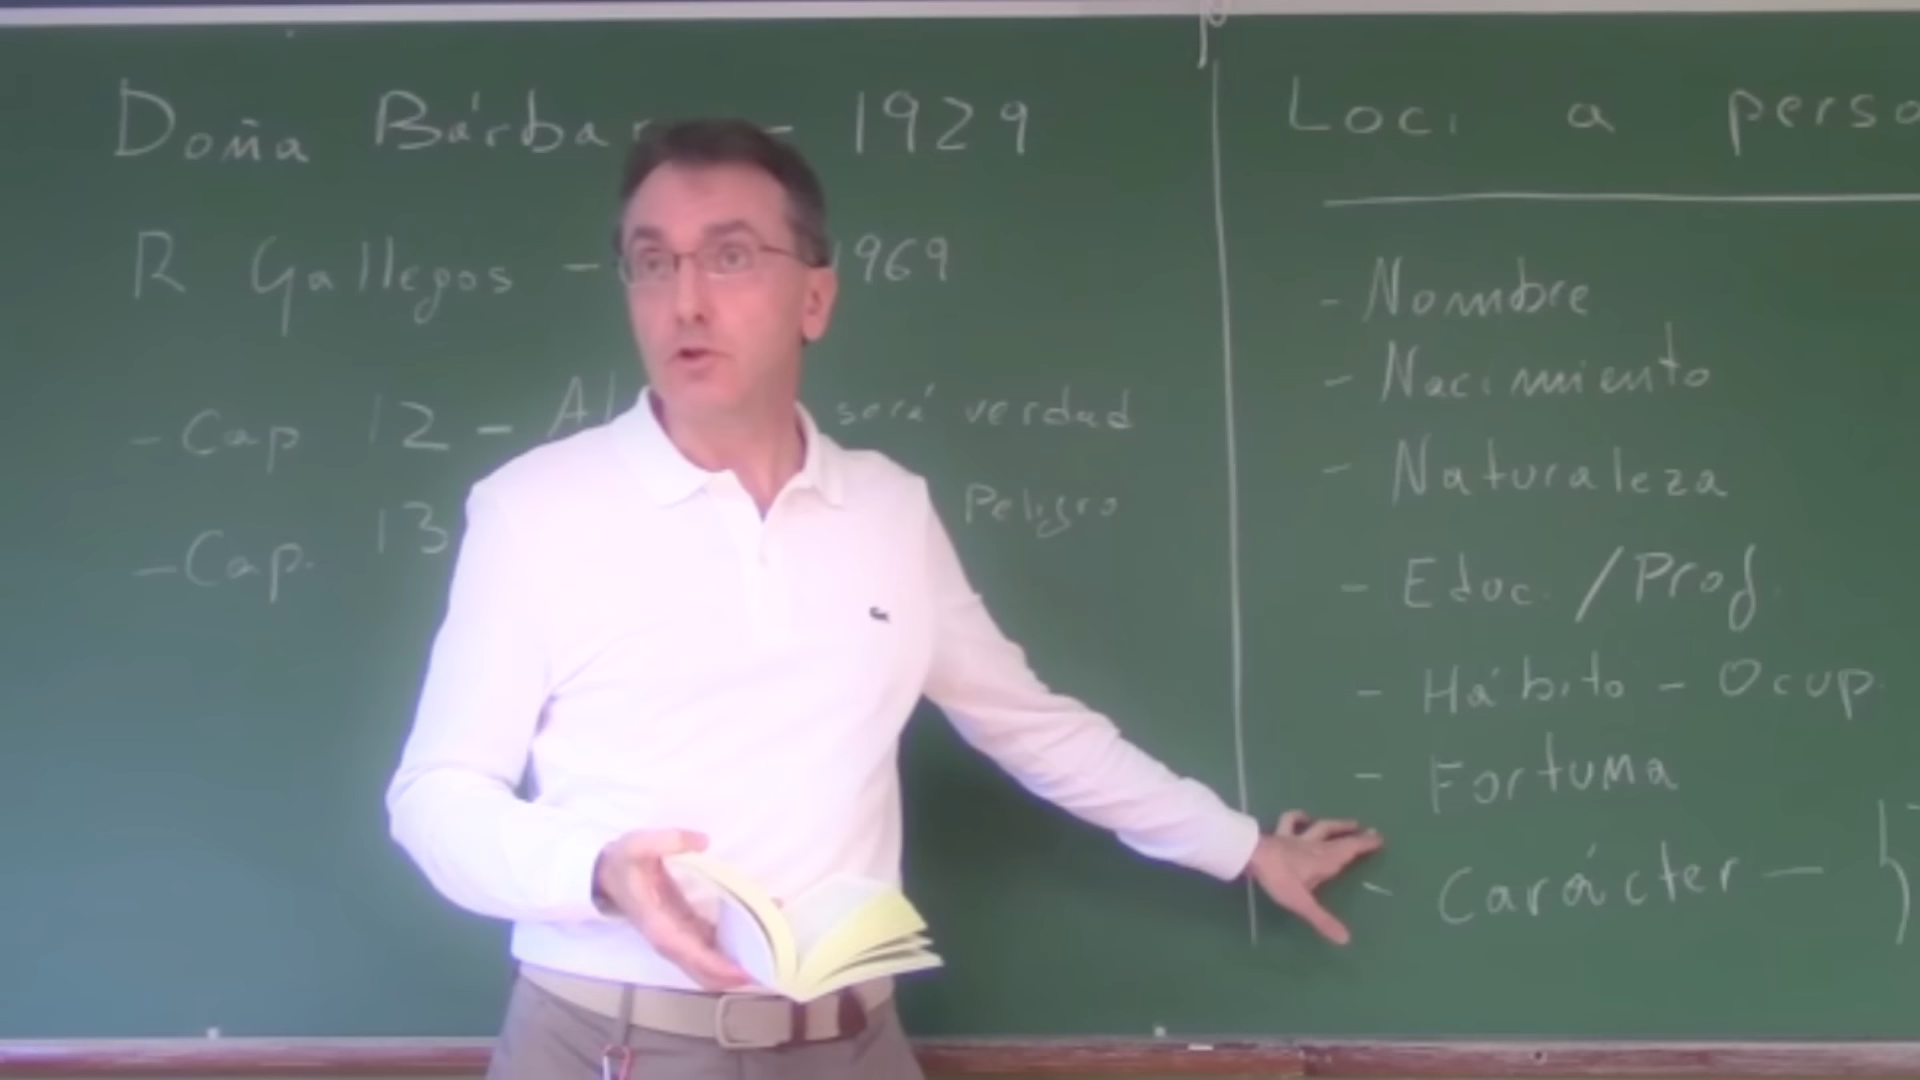 Doña Bárbar - 1929
R Gallegos - 1969
- Cap 12 - Al será verdad
- Cap. 13 Peligro
Loci a perso
- Nombre
- Nacimiento
- Naturaleza
- Educ. / Prof.
- Hábito - Ocup.
- Fortuna
- Carácter -